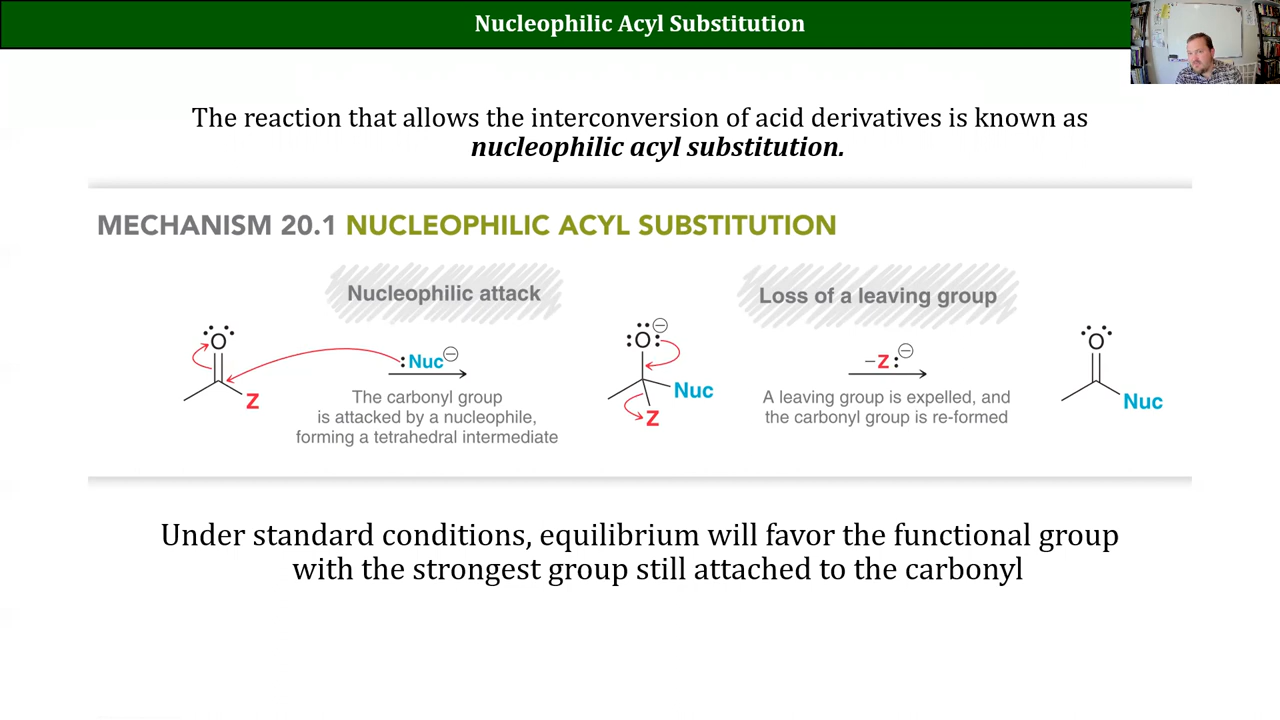 Nucleophilic Acyl Substitution
The reaction that allows the interconversion of acid derivatives is known as
nucleophilic acyl substitution.
MECHANISM 20.1 NUCLEOPHILIC ACYL SUBSTITUTION
Nucleophilic attack
Loss of a leaving group
O
Z
:Nuc⊖
The carbonyl group
is attacked by a nucleophile,
forming a tetrahedral intermediate
:O:⊖
Nuc
Z
–Z:⊖
A leaving group is expelled, and
the carbonyl group is re-formed
O
Nuc
Under standard conditions, equilibrium will favor the functional group
with the strongest group still attached to the carbonyl